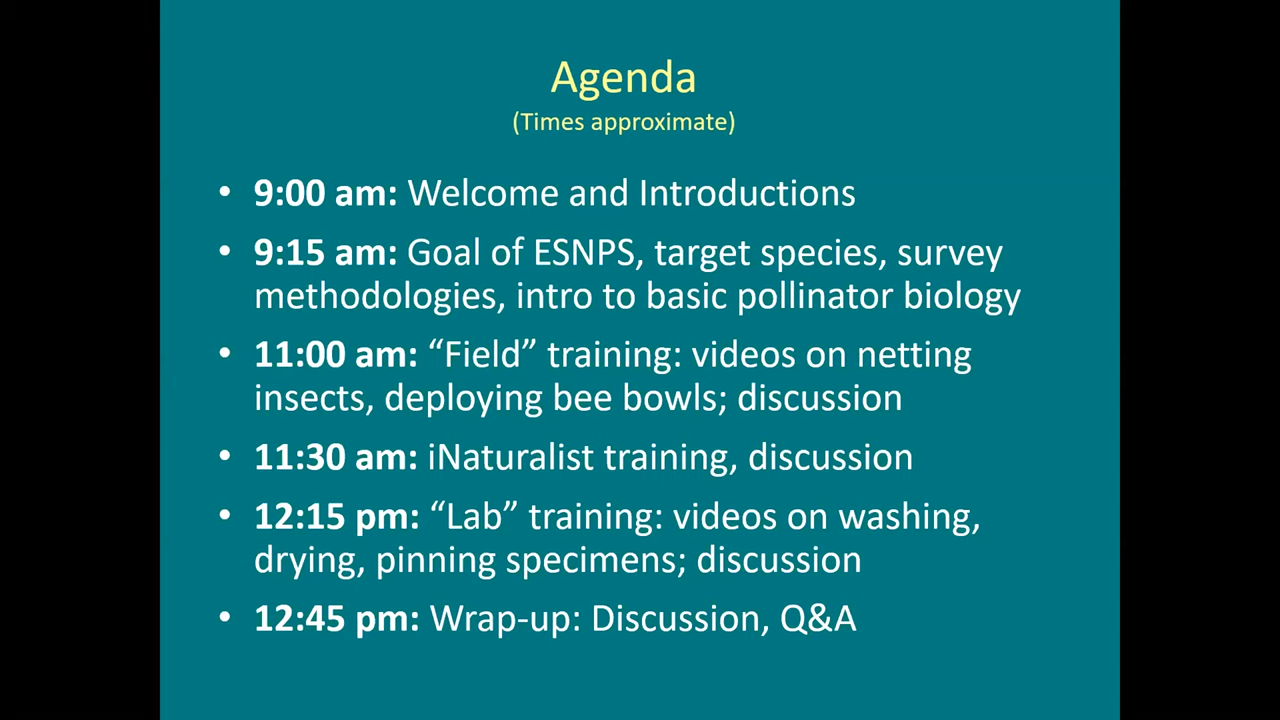 Agenda
(Times approximate)
• 9:00 am: Welcome and Introductions
• 9:15 am: Goal of ESNPS, target species, survey
methodologies, intro to basic pollinator biology
• 11:00 am: “Field” training: videos on netting
insects, deploying bee bowls; discussion
• 11:30 am: iNaturalist training, discussion
• 12:15 pm: “Lab” training: videos on washing,
drying, pinning specimens; discussion
• 12:45 pm: Wrap-up: Discussion, Q&A